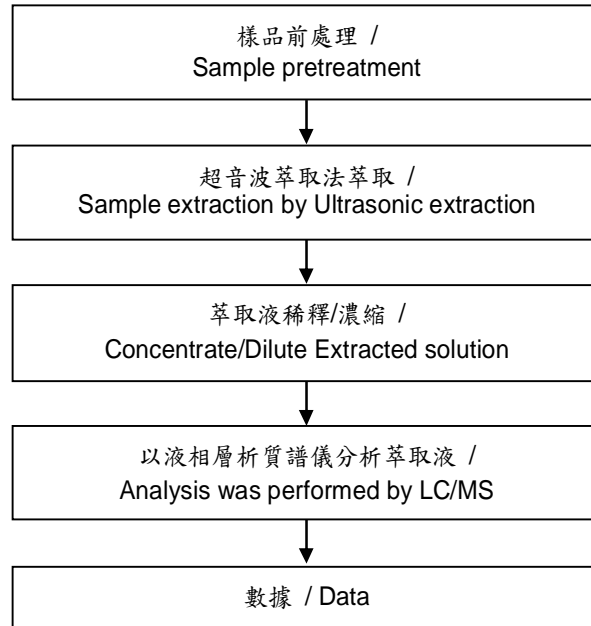 樣品前處理 /
Sample pretreatment
超音波萃取法萃取 /
Sample extraction by Ultrasonic extraction
萃取液稀釋/濃縮 /
Concentrate/Dilute Extracted solution
以液相層析質譜儀分析萃取液 /
Analysis was performed by LC/MS
數據 / Data